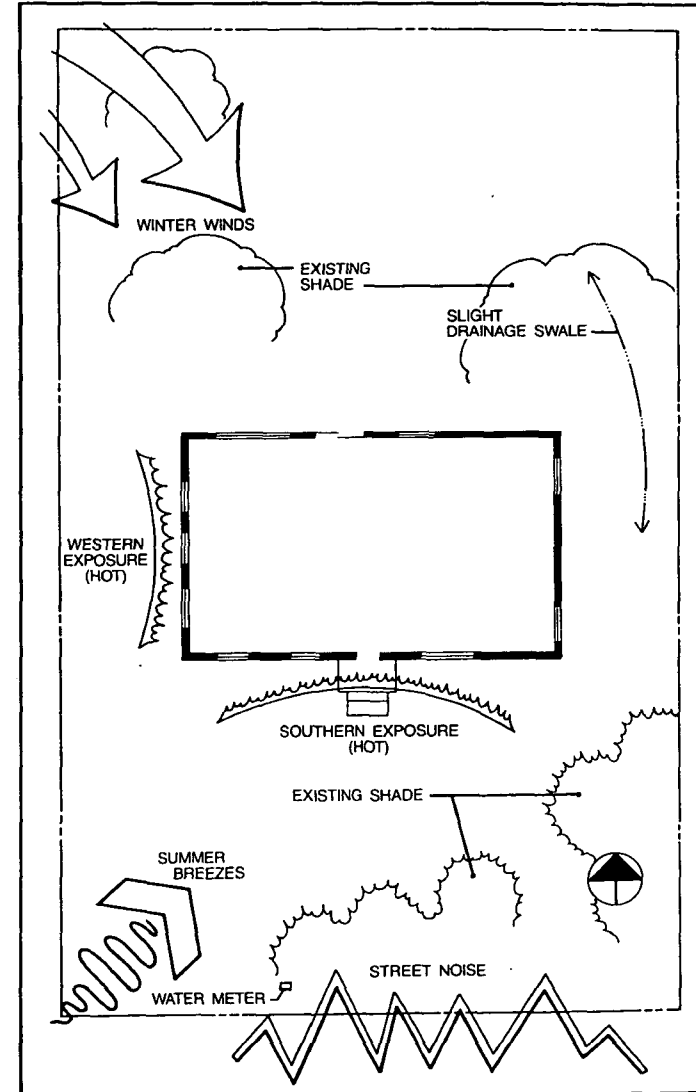 WINTER WINDS
EXISTING
SHADE
SLIGHT
DRAINAGE SWALE
WESTERN
EXPOSURE
(HOT)
SOUTHERN EXPOSURE
(HOT)
EXISTING SHADE
SUMMER
BREEZES
STREET NOISE
WATER METER